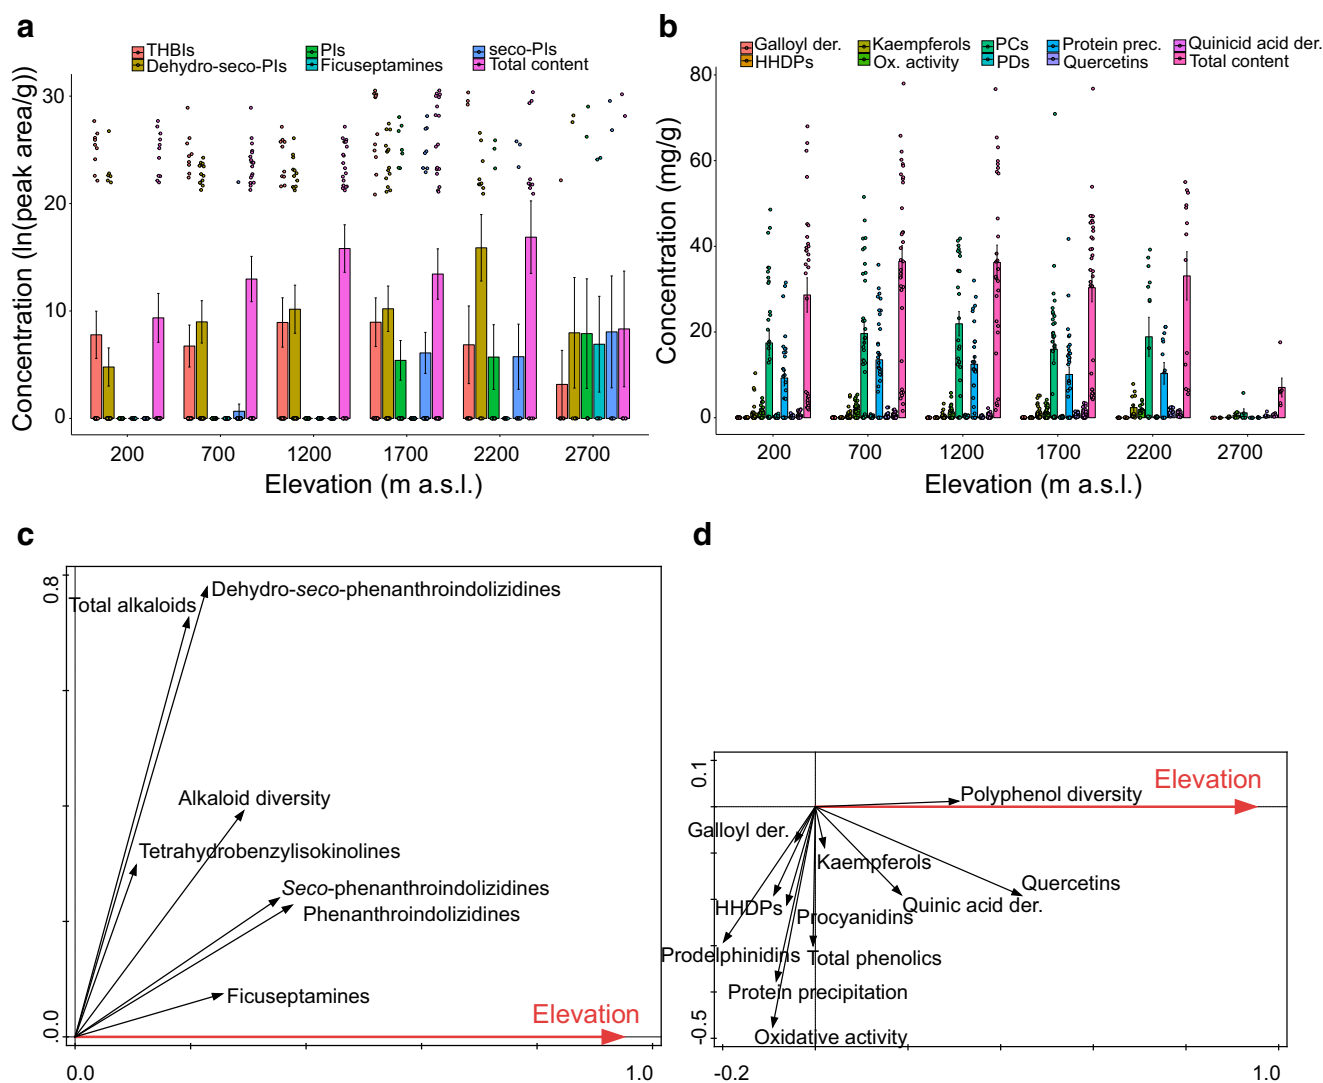 a
THBIs
Dehydro-seco-PIs
PIs
Ficuseptamines
seco-PIs
Total content
Concentration (ln(peak area/g))
30
20
10
0
200 700 1200 1700 2200 2700
Elevation (m a.s.l.)
b
Galloyl der.
HHDPs
Kaempferols
Ox. activity
PCs
PDs
Protein prec.
Quercetins
Quinicid acid der.
Total content
Concentration (mg/g)
80
60
40
20
0
200 700 1200 1700 2200 2700
Elevation (m a.s.l.)
c
0.8
Dehydro-seco-phenanthroindolizidines
Total alkaloids
Alkaloid diversity
Tetrahydrobenzylisokinolines
Seco-phenanthroindolizidines
Phenanthroindolizidines
Ficuseptamines
Elevation
0.0
0.0 1.0
d
0.1
Elevation
Polyphenol diversity
Galloyl der.
Kaempferols
Quercetins
HHDPs
Quinic acid der.
Procyanidins
Prodelphinidins
Total phenolics
Protein precipitation
Oxidative activity
-0.5
-0.2 1.0